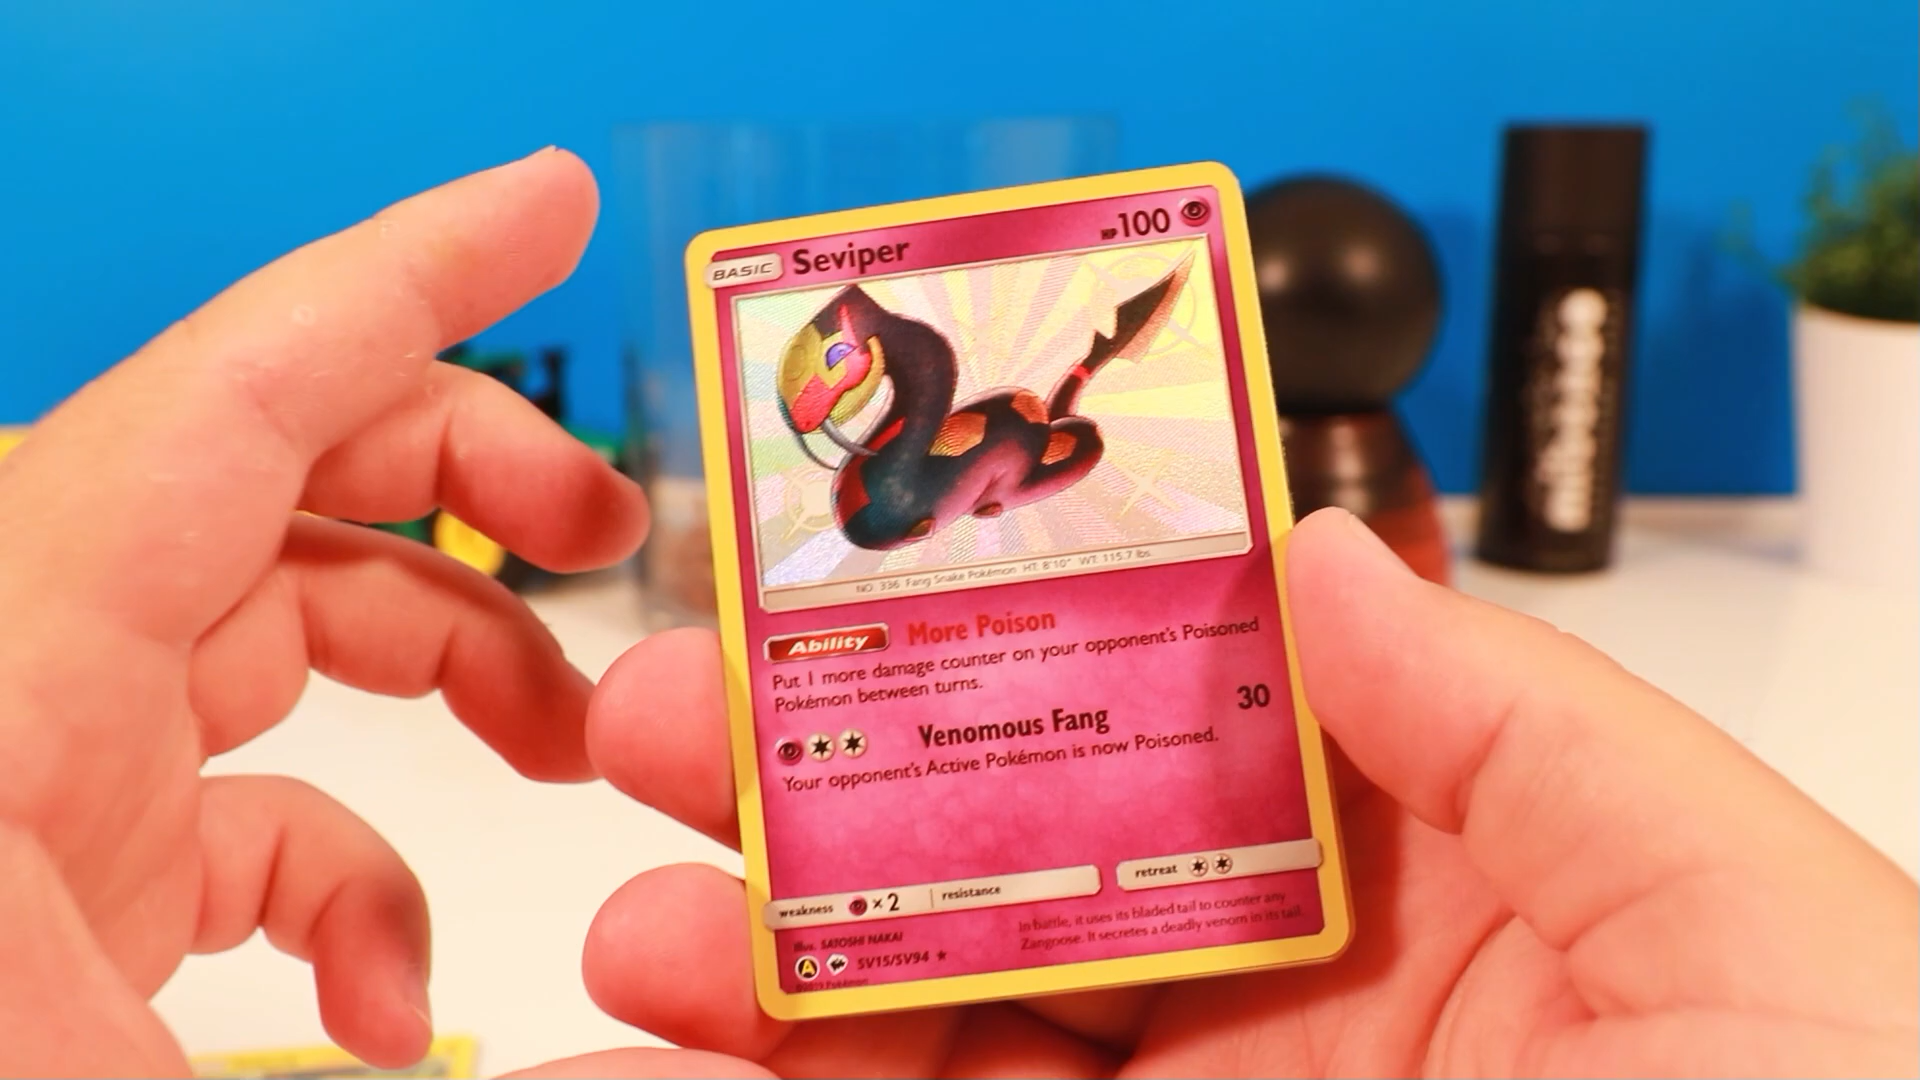 BASIC Seviper HP 100
NO. 336 Fang Snake Pokémon HT. 8'10" WT. 115.7 lbs.
Ability More Poison
Put 1 more damage counter on your opponent's Poisoned
Pokémon between turns.
Venomous Fang 30
Your opponent's Active Pokémon is now Poisoned.
weakness ×2 resistance retreat
In battle, it uses its bladed tail to counter any
Zangoose. It secretes a deadly venom in its tail.
Illus. SATOSHI NAKAI
A SV15/SV94
Pokémon